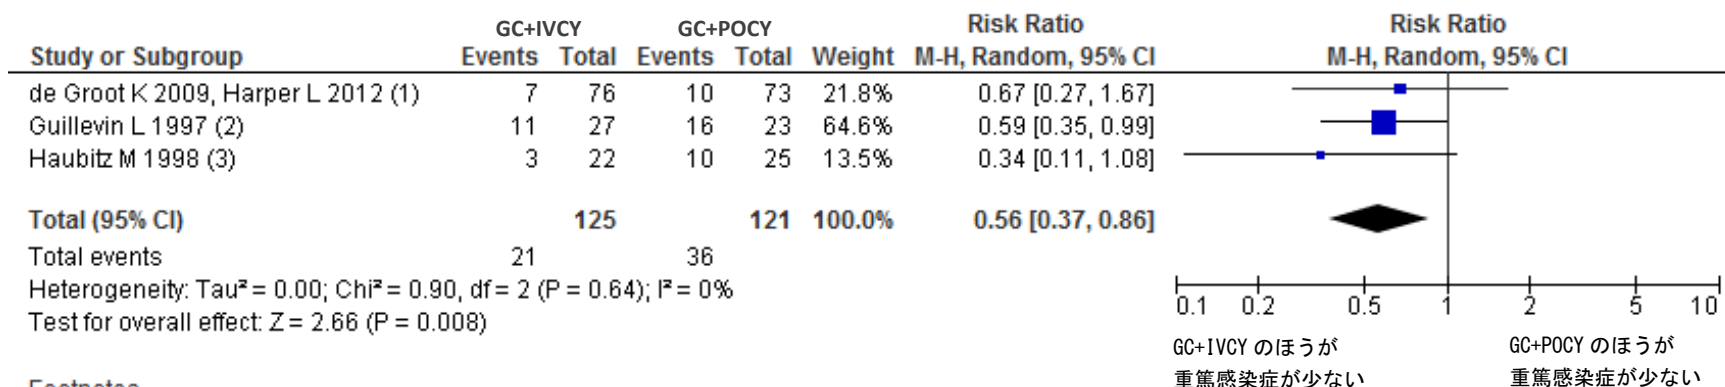 GC+IVCY GC+POCY Risk Ratio Risk Ratio
Study or Subgroup Events Total Events Total Weight M-H, Random, 95% CI M-H, Random, 95% CI
de Groot K 2009, Harper L 2012 (1) 7 76 10 73 21.8% 0.67 [0.27, 1.67]
Guillevin L 1997 (2) 11 27 16 23 64.6% 0.59 [0.35, 0.99]
Haubitz M 1998 (3) 3 22 10 25 13.5% 0.34 [0.11, 1.08]
Total (95% CI) 125 121 100.0% 0.56 [0.37, 0.86]
Total events 21 36
Heterogeneity: Tau² = 0.00; Chi² = 0.90, df = 2 (P = 0.64); I² = 0%
Test for overall effect: Z = 2.66 (P = 0.008)
0.1 0.2 0.5 1 2 5 10
GC+IVCY のほうが
重篤感染症が少ない
GC+POCY のほうが
重篤感染症が少ない